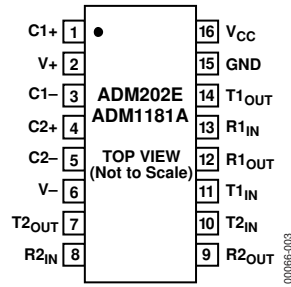 C1+ 1 16 VCC
V+ 2 15 GND
C1– 3 ADM202E 14 T1OUT
C2+ 4 ADM1181A 13 R1IN
C2– 5 TOP VIEW 12 R1OUT
V– 6 (Not to Scale) 11 T1IN
T2OUT 7 10 T2IN
R2IN 8 9 R2OUT
00066-003